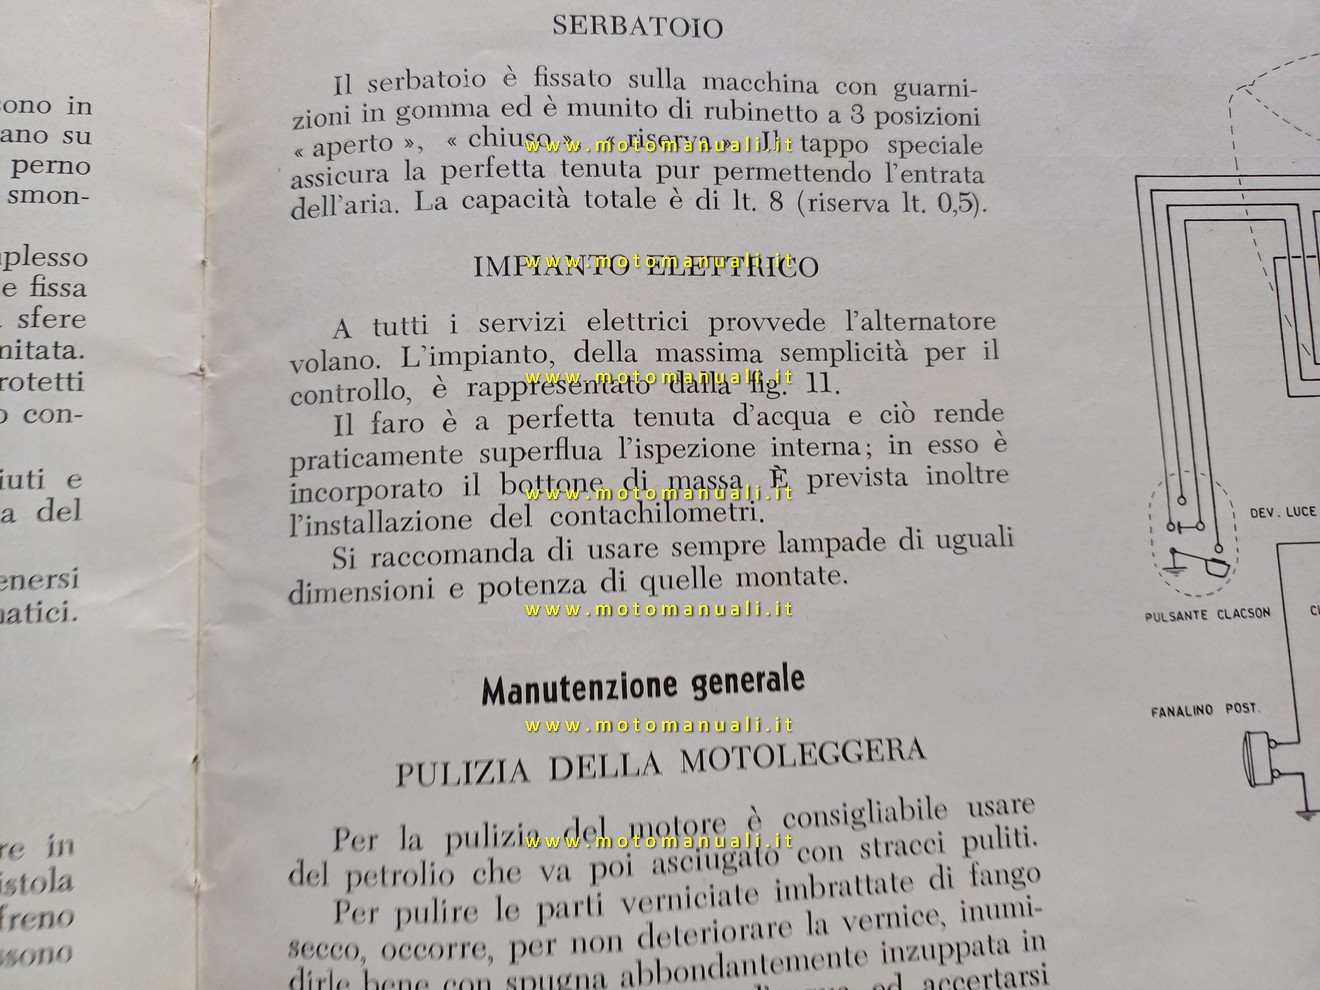 ono in
ano su
perno
smon-
plesso
e fissa
sfere
nitata.
rotetti
con-
iuti e
a del
enersi
atici.
re in
istola
freno
ssono
SERBATOIO
Il serbatoio è fissato sulla macchina con guarni-
zioni in gomma ed è munito di rubinetto a 3 posizioni
« aperto », « chiuso », « riserva ». Il tappo speciale
assicura la perfetta tenuta pur permettendo l'entrata
dell'aria. La capacità totale è di lt. 8 (riserva lt. 0,5).
IMPIANTO ELETTRICO
A tutti i servizi elettrici provvede l'alternatore
volano. L'impianto, della massima semplicità per il
controllo, è rappresentato dalla fig. 11.
Il faro è a perfetta tenuta d'acqua e ciò rende
praticamente superflua l'ispezione interna; in esso è
incorporato il bottone di massa. È prevista inoltre
l'installazione del contachilometri.
Si raccomanda di usare sempre lampade di uguali
dimensioni e potenza di quelle montate.
Manutenzione generale
PULIZIA DELLA MOTOLEGGERA
Per la pulizia del motore è consigliabile usare
del petrolio che va poi asciugato con stracci puliti.
Per pulire le parti verniciate imbrattate di fango
secco, occorre, per non deteriorare la vernice, inumi-
dirle bene con spugna abbondantemente inzuppata in
ed accertarsi
DEV. LUCE
PULSANTE CLACSON
FANALINO POST.
www.motomanuali.it
www.motomanuali.it
www.motomanuali.it
www.motomanuali.it
www.motomanuali.it
www.motomanuali.it
www.motomanuali.it